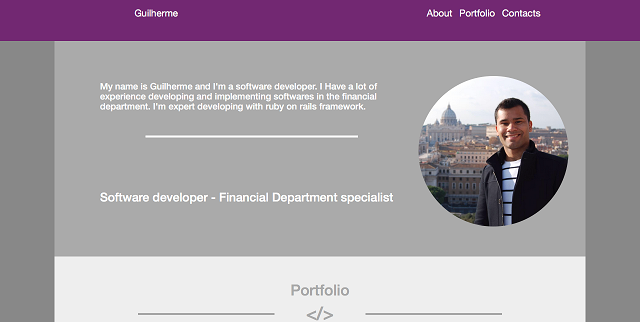 Guilherme
About Portfolio Contacts
My name is Guilherme and I'm a software developer. I Have a lot of
experience developing and implementing softwares in the financial
department. I'm expert developing with ruby on rails framework.
Software developer - Financial Department specialist
Portfolio
</>